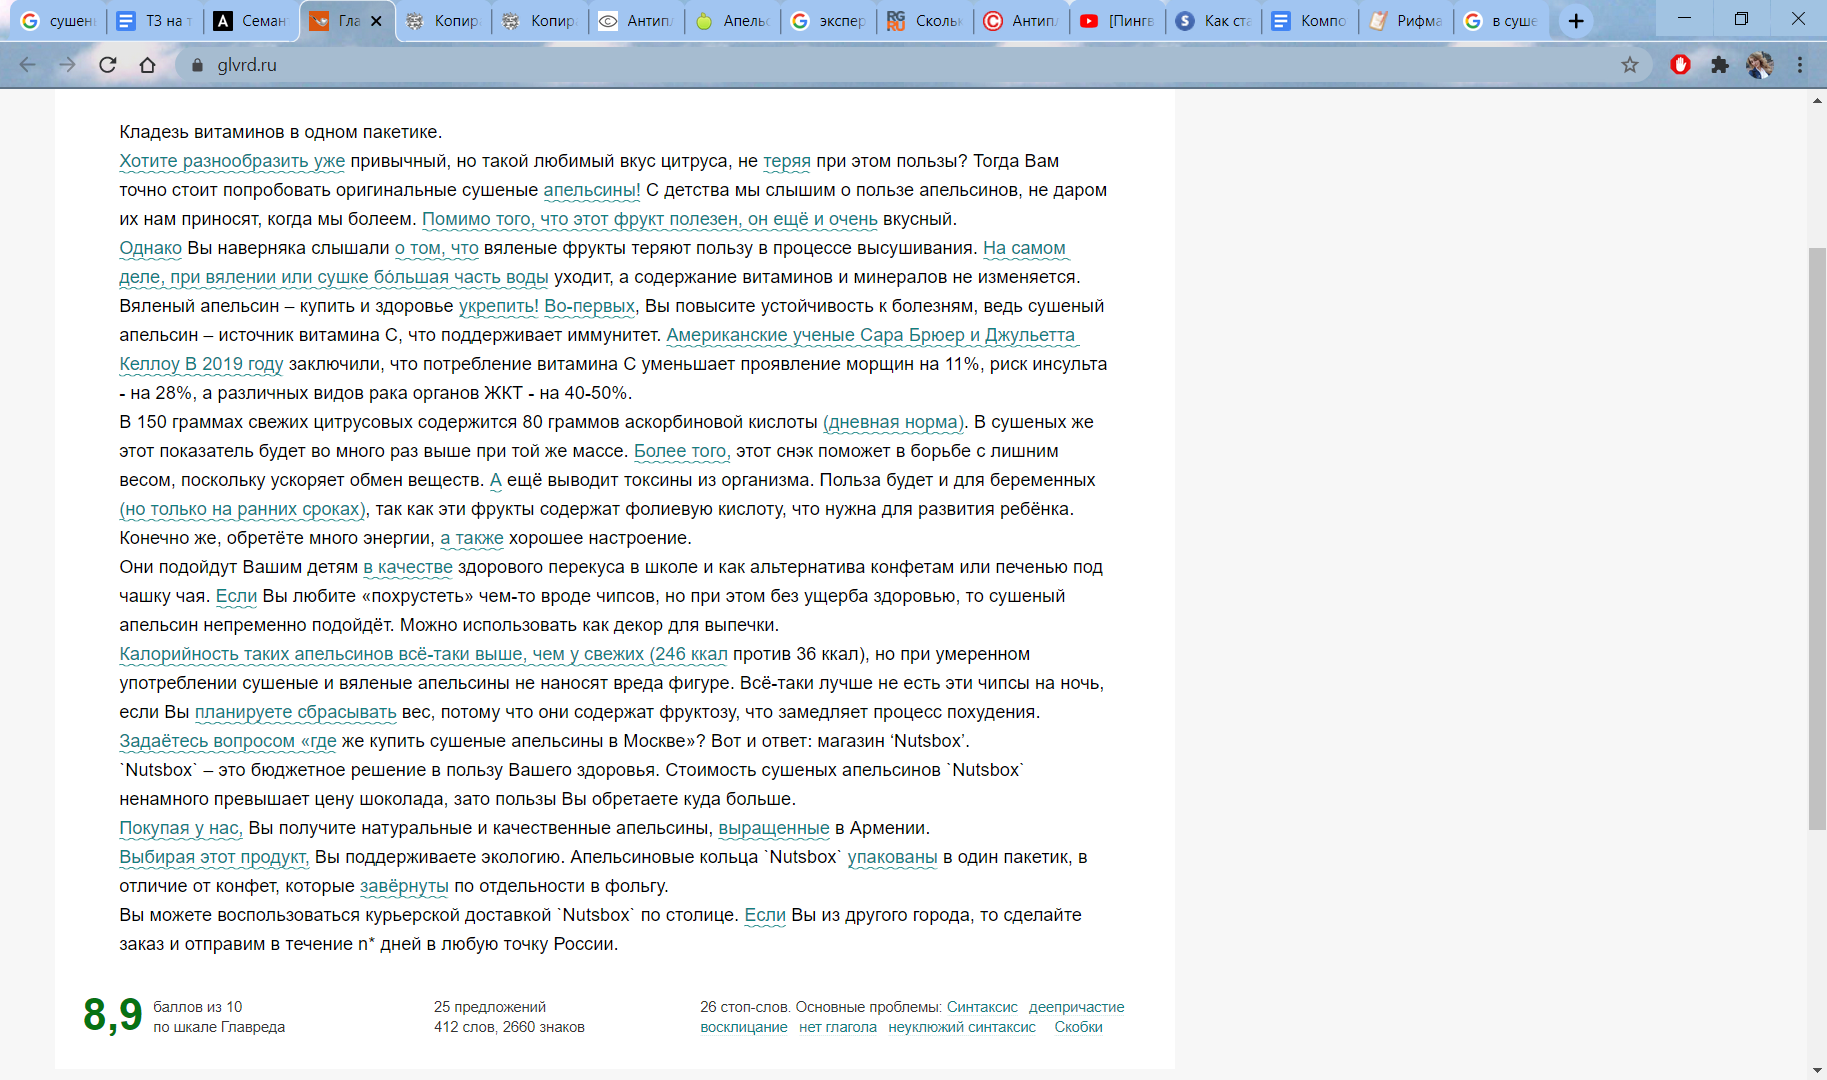 сушен
ТЗ на т
Семан
Гла
Копир
Копир
Антипл
Апельс
экспер
Сколь
Антипл
[Пингв
Как ста
Компо
Рифма
в суше
glvrd.ru
Кладезь витаминов в одном пакетике.
Хотите разнообразить уже привычный, но такой любимый вкус цитруса, не теряя при этом пользы? Тогда Вам
точно стоит попробовать оригинальные сушеные апельсины! С детства мы слышим о пользе апельсинов, не даром
их нам приносят, когда мы болеем. Помимо того, что этот фрукт полезен, он ещё и очень вкусный.
Однако Вы наверняка слышали о том, что вяленые фрукты теряют пользу в процессе высушивания. На самом
деле, при вялении или сушке бóльшая часть воды уходит, а содержание витаминов и минералов не изменяется.
Вяленый апельсин – купить и здоровье укрепить! Во-первых, Вы повысите устойчивость к болезням, ведь сушеный
апельсин – источник витамина С, что поддерживает иммунитет. Американские ученые Сара Брюер и Джульетта
Келлоу В 2019 году заключили, что потребление витамина С уменьшает проявление морщин на 11%, риск инсульта
- на 28%, а различных видов рака органов ЖКТ - на 40-50%.
В 150 граммах свежих цитрусовых содержится 80 граммов аскорбиновой кислоты (дневная норма). В сушеных же
этот показатель будет во много раз выше при той же массе. Более того, этот снэк поможет в борьбе с лишним
весом, поскольку ускоряет обмен веществ. А ещё выводит токсины из организма. Польза будет и для беременных
(но только на ранних сроках), так как эти фрукты содержат фолиевую кислоту, что нужна для развития ребёнка.
Конечно же, обретёте много энергии, а также хорошее настроение.
Они подойдут Вашим детям в качестве здорового перекуса в школе и как альтернатива конфетам или печенью под
чашку чая. Если Вы любите «похрустеть» чем-то вроде чипсов, но при этом без ущерба здоровью, то сушеный
апельсин непременно подойдёт. Можно использовать как декор для выпечки.
Калорийность таких апельсинов всё-таки выше, чем у свежих (246 ккал против 36 ккал), но при умеренном
употреблении сушеные и вяленые апельсины не наносят вреда фигуре. Всё-таки лучше не есть эти чипсы на ночь,
если Вы планируете сбрасывать вес, потому что они содержат фруктозу, что замедляет процесс похудения.
Задаётесь вопросом «где же купить сушеные апельсины в Москве»? Вот и ответ: магазин ‘Nutsbox’.
`Nutsbox` – это бюджетное решение в пользу Вашего здоровья. Стоимость сушеных апельсинов `Nutsbox`
ненамного превышает цену шоколада, зато пользы Вы обретаете куда больше.
Покупая у нас, Вы получите натуральные и качественные апельсины, выращенные в Армении.
Выбирая этот продукт, Вы поддерживаете экологию. Апельсиновые кольца `Nutsbox` упакованы в один пакетик, в
отличие от конфет, которые завёрнуты по отдельности в фольгу.
Вы можете воспользоваться курьерской доставкой `Nutsbox` по столице. Если Вы из другого города, то сделайте
заказ и отправим в течение n* дней в любую точку России.
8,9 баллов из 10
по шкале Главреда
25 предложений
412 слов, 2660 знаков
26 стоп-слов. Основные проблемы: Синтаксис деепричастие
восклицание нет глагола неуклюжий синтаксис Скобки